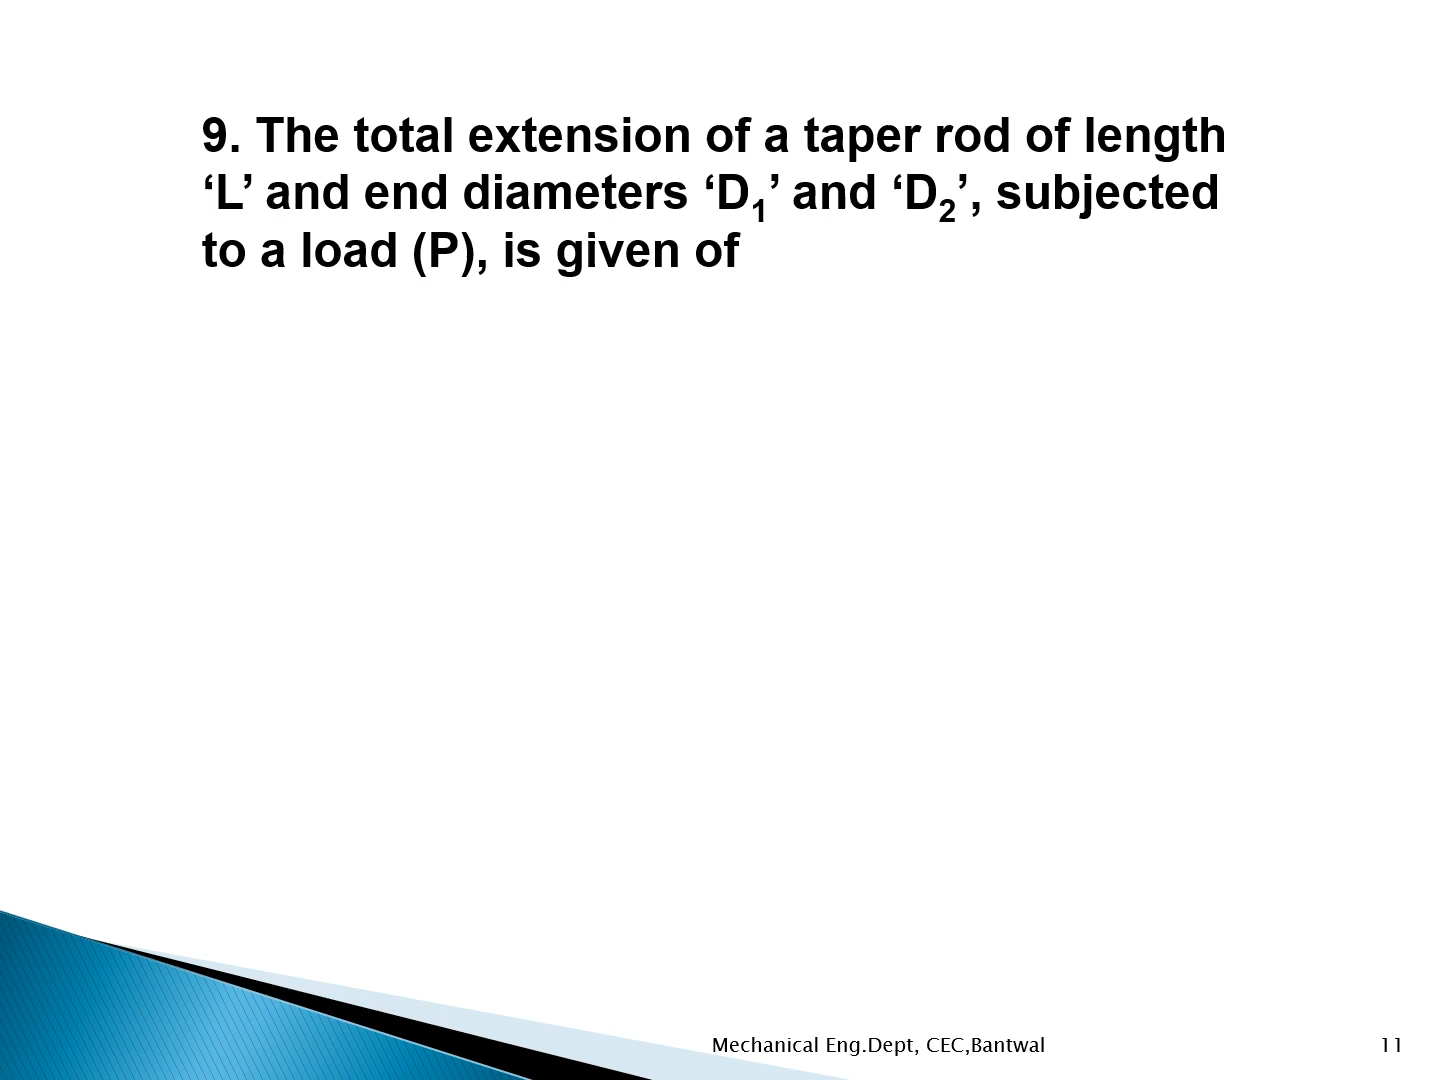 9. The total extension of a taper rod of length
‘L’ and end diameters ‘D₁’ and ‘D₂’, subjected
to a load (P), is given of
Mechanical Eng.Dept, CEC,Bantwal
11